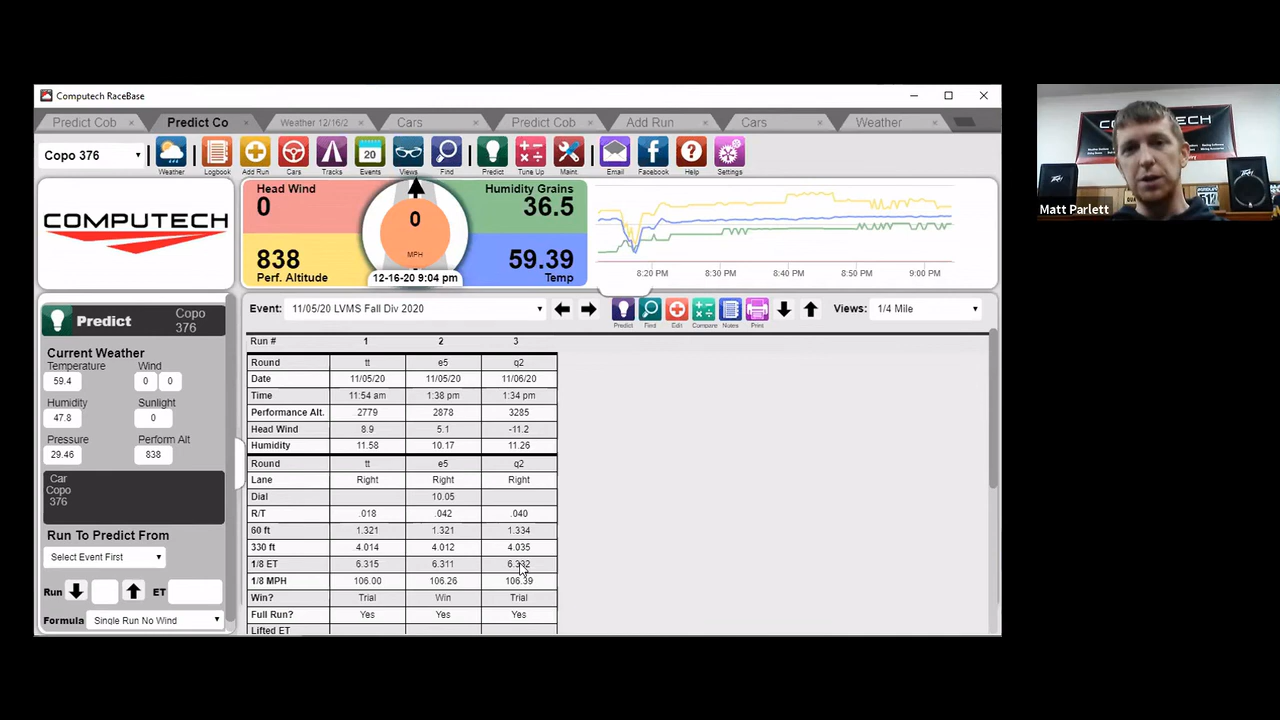 Computech RaceBase
Predict Cob × Predict Co × Weather 12/16/2 × Cars × Predict Cob × Add Run × Cars × Weather ×
Copo 376
Weather Logbook Add Run Cars Tracks Events Views Find Predict Tune Up Maint. Email Facebook Help Settings
20
COMPUTECH
Head Wind
0
Humidity Grains
36.5
0
MPH
838
Perf. Altitude
59.39
Temp
12-16-20 9:04 pm
8:20 PM 8:30 PM 8:40 PM 8:50 PM 9:00 PM
Matt Parlett
Predict
Copo
376
Current Weather
Temperature Wind
59.4 0 0
Humidity Sunlight
47.8 0
Pressure Perform Alt
29.46 838
Car
Copo
376
Run To Predict From
Select Event First
Run ET
Formula Single Run No Wind
Event: 11/05/20 LVMS Fall Div 2020
Predict Find Edit Compare Notes Print
Views: 1/4 Mile
Run # 1 2 3
Round tt e5 q2
Date 11/05/20 11/05/20 11/06/20
Time 11:54 am 1:38 pm 1:34 pm
Performance Alt. 2779 2878 3285
Head Wind 8.9 5.1 -11.2
Humidity 11.58 10.17 11.26
Round tt e5 q2
Lane Right Right Right
Dial 10.05
R/T .018 .042 .040
60 ft 1.321 1.321 1.334
330 ft 4.014 4.012 4.035
1/8 ET 6.315 6.311
1/8 MPH 106.00 106.26 106.39
Win? Trial Win Trial
Full Run? Yes Yes Yes
Lifted ET